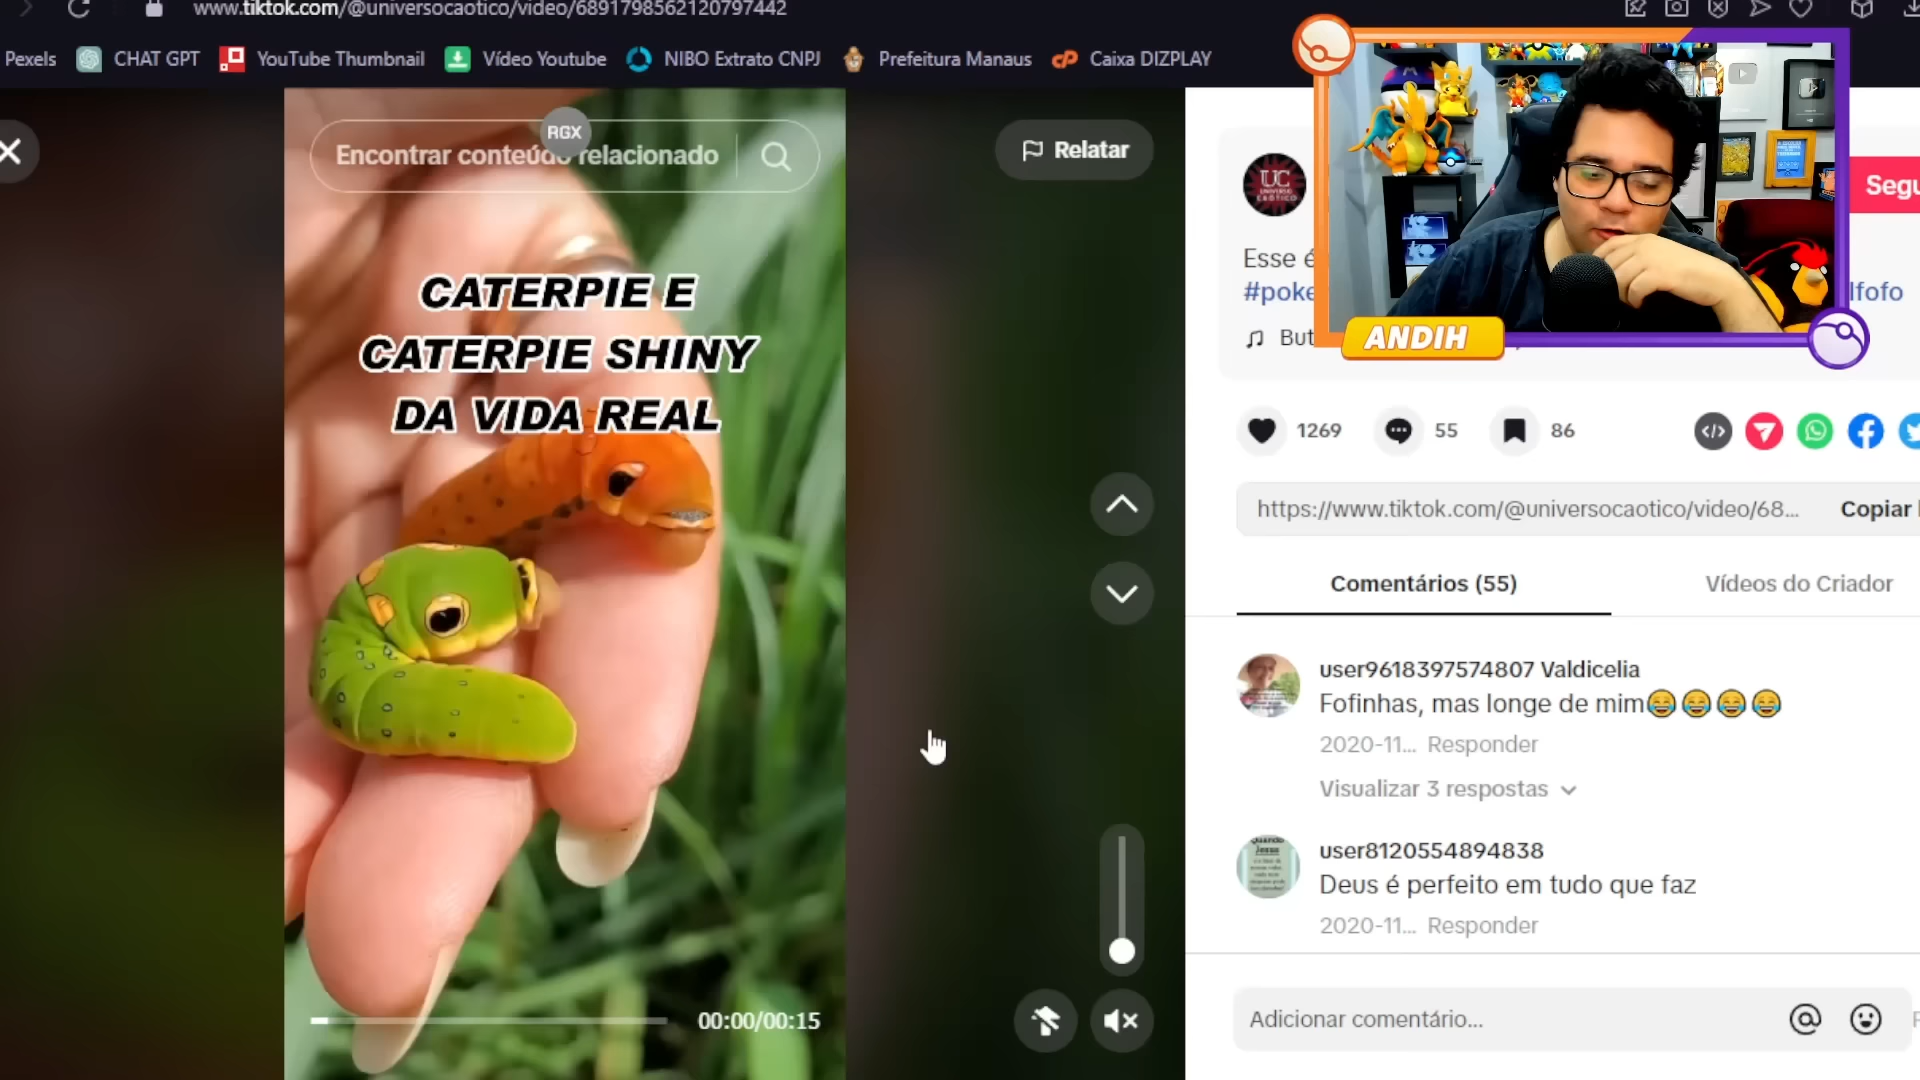 www.tiktok.com/@universocaotico/video/6891798562120797442
Pexels CHAT GPT YouTube Thumbnail Vídeo Youtube NIBO Extrato CNPJ Prefeitura Manaus Caixa DIZPLAY
RGX
Encontrar conteúdo relacionado
Relatar
CATERPIE E
CATERPIE SHINY
DA VIDA REAL
00:00/00:15
UC
Segu
Esse é
#poke
lfofo
But
ANDIH
1269 55 86
https://www.tiktok.com/@universocaotico/video/68...
Copiar
Comentários (55)
Vídeos do Criador
user9618397574807 Valdicelia
Fofinhas, mas longe de mim😂😂😂😂
2020-11... Responder
Visualizar 3 respostas
user8120554894838
Deus é perfeito em tudo que faz
2020-11... Responder
Adicionar comentário...